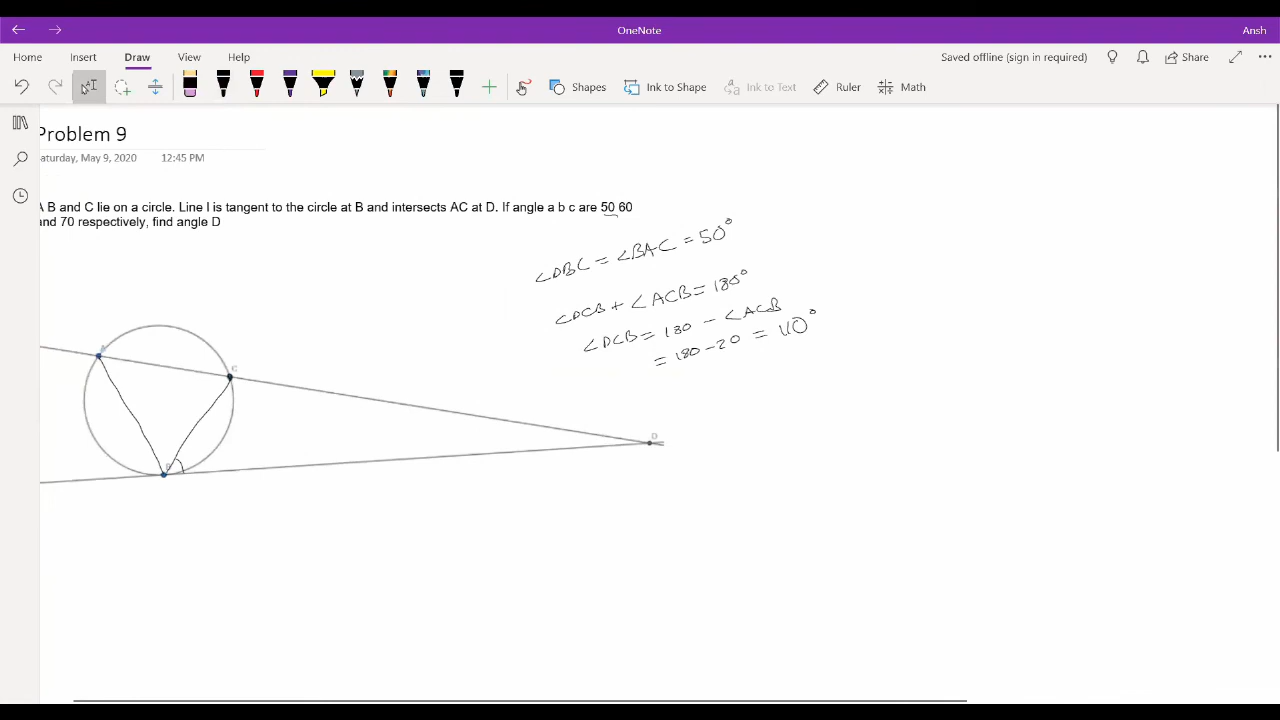 OneNote
Ansh
Home Insert Draw View Help
Saved offline (sign in required)
Share
Shapes
Ink to Shape
Ink to Text
Ruler
Math
Problem 9
aturday, May 9, 2020 12:45 PM
A B and C lie on a circle. Line l is tangent to the circle at B and intersects AC at D. If angle a b c are 50 60
and 70 respectively, find angle D
∠DBC = ∠BAC = 50°
∠DCB + ∠ACB = 180°
∠DCB = 180 - ∠ACB
= 180 - 70 = 110°
A
C
B
D